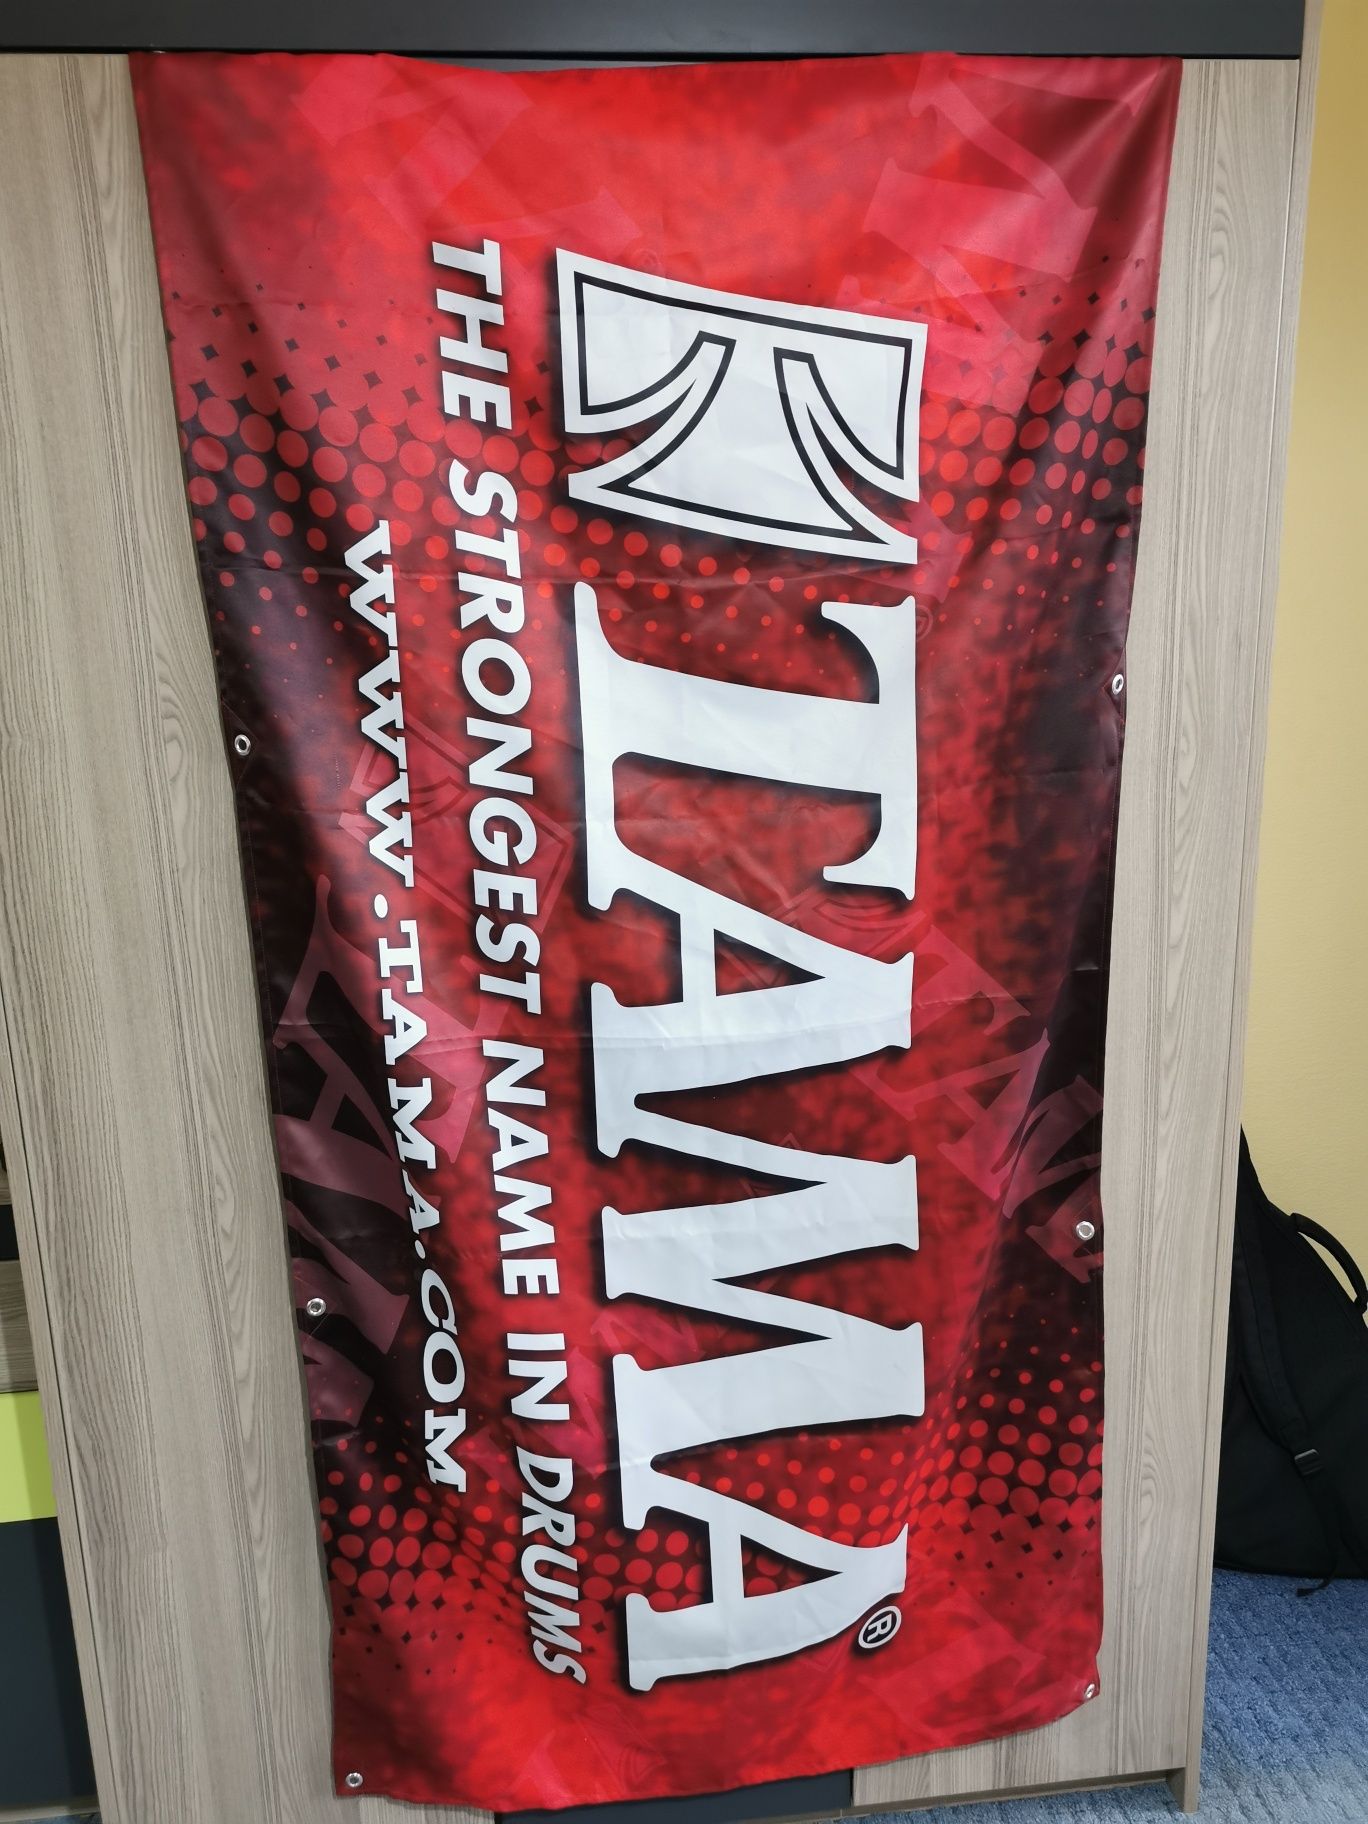 TAMA®
THE STRONGEST NAME IN DRUMS
WWW.TAMA.COM